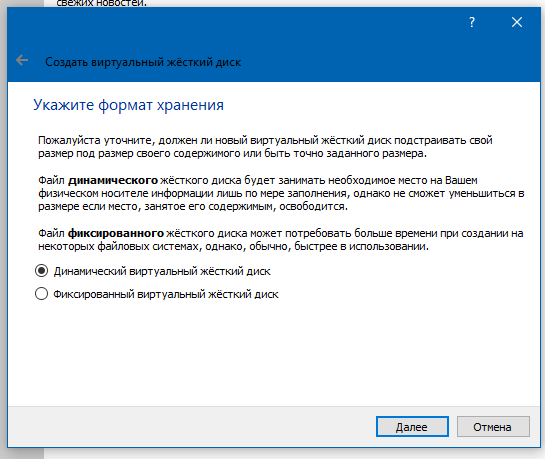 свежих новостей.
?
Создать виртуальный жёсткий диск
Укажите формат хранения
Пожалуйста уточните, должен ли новый виртуальный жёсткий диск подстраивать свой
размер под размер своего содержимого или быть точно заданного размера.
Файл динамического жёсткого диска будет занимать необходимое место на Вашем
физическом носителе информации лишь по мере заполнения, однако не сможет уменьшиться в
размере если место, занятое его содержимым, освободится.
Файл фиксированного жёсткого диска может потребовать больше времени при создании на
некоторых файловых системах, однако, обычно, быстрее в использовании.
Динамический виртуальный жёсткий диск
Фиксированный виртуальный жёсткий диск
Далее
Отмена